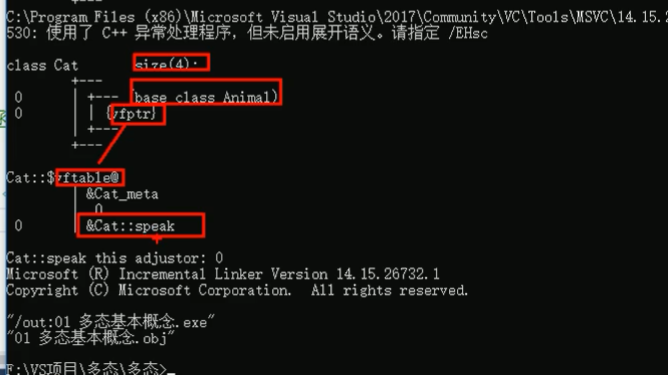 C:\Program Files (x86)\Microsoft Visual Studio\2017\Community\VC\Tools\MSVC\14.15.2
530: 使用了 C++ 异常处理程序，但未启用展开语义。请指定 /EHsc
class Cat size(4):
+---
0 | +--- (base class Animal)
0 | | {vfptr}
| +---
+---
Cat::$vftable@
| &Cat_meta
| 0
0 | &Cat::speak
Cat::speak this adjustor: 0
Microsoft (R) Incremental Linker Version 14.15.26732.1
Copyright (C) Microsoft Corporation. All rights reserved.
"/out:01 多态基本概念.exe"
"01 多态基本概念.obj"
F:\VS项目\多态\多态>_